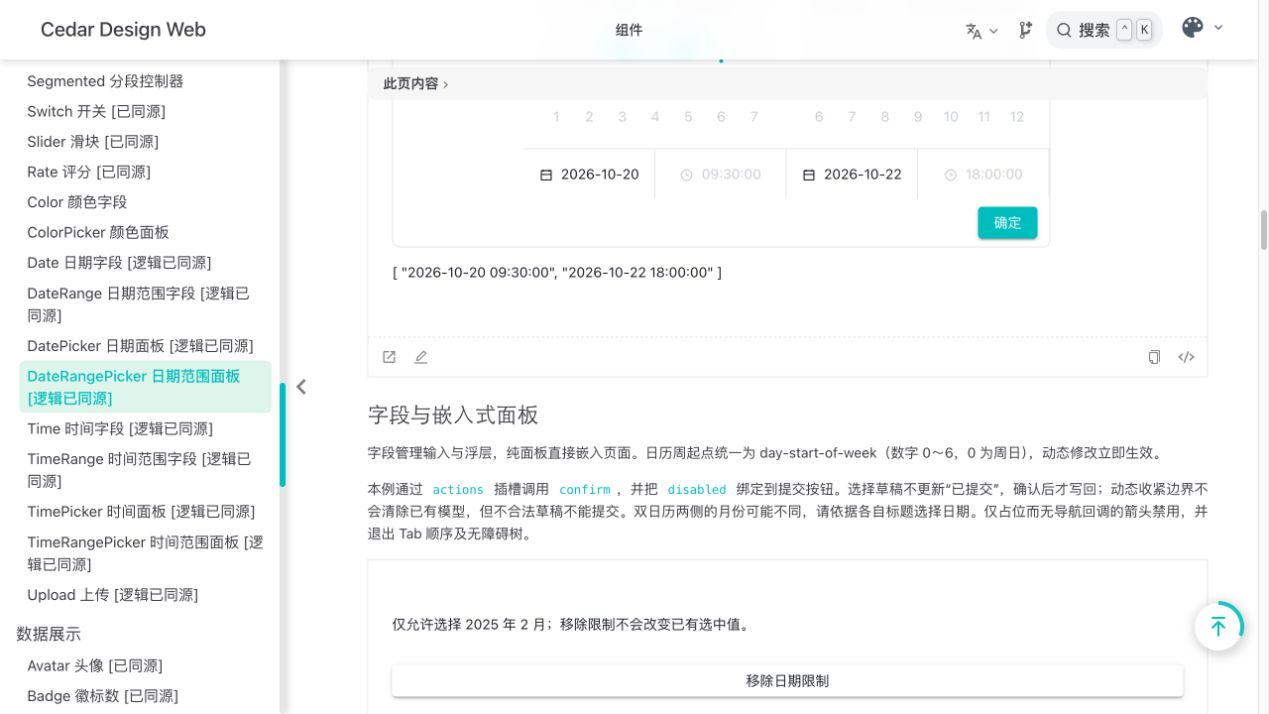 Cedar Design Web
组件
搜索 ^ K
Segmented 分段控制器
Switch 开关 [已同源]
Slider 滑块 [已同源]
Rate 评分 [已同源]
Color 颜色字段
ColorPicker 颜色面板
Date 日期字段 [逻辑已同源]
DateRange 日期范围字段 [逻辑已
同源]
DatePicker 日期面板 [逻辑已同源]
DateRangePicker 日期范围面板
[逻辑已同源]
Time 时间字段 [逻辑已同源]
TimeRange 时间范围字段 [逻辑已
同源]
TimePicker 时间面板 [逻辑已同源]
TimeRangePicker 时间范围面板 [逻
辑已同源]
Upload 上传 [逻辑已同源]
数据展示
Avatar 头像 [已同源]
Badge 徽标数 [已同源]
此页内容 ›
1 2 3 4 5 6 7 6 7 8 9 10 11 12
2026-10-20 09:30:00 2026-10-22 18:00:00
确定
[ "2026-10-20 09:30:00", "2026-10-22 18:00:00" ]
字段与嵌入式面板
字段管理输入与浮层，纯面板直接嵌入页面。日历周起点统一为 day-start-of-week（数字 0～6，0 为周日），动态修改立即生效。
本例通过 actions 插槽调用 confirm ，并把 disabled 绑定到提交按钮。选择草稿不更新“已提交”，确认后才写回；动态收紧边界不
会清除已有模型，但不合法草稿不能提交。双日历两侧的月份可能不同，请依据各自标题选择日期。仅占位而无导航回调的箭头禁用，并
退出 Tab 顺序及无障碍树。
仅允许选择 2025 年 2 月；移除限制不会改变已有选中值。
移除日期限制